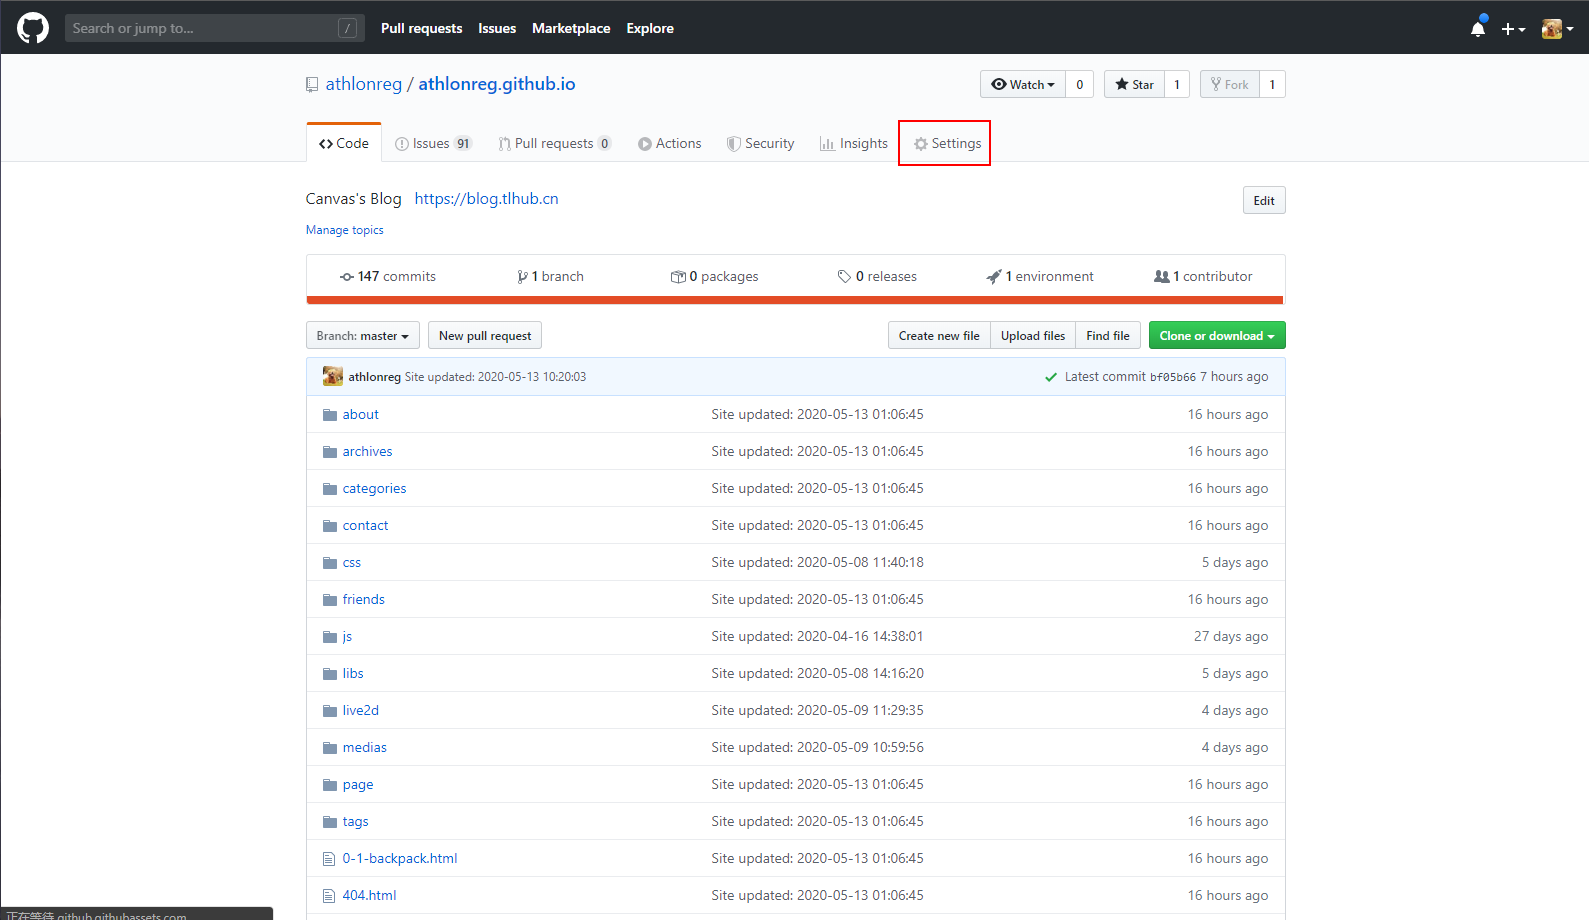 Search or jump to... / Pull requests Issues Marketplace Explore
athlonreg / athlonreg.github.io Watch 0 Star 1 Fork 1
Code Issues 91 Pull requests 0 Actions Security Insights Settings
Canvas's Blog https://blog.tlhub.cn Edit
Manage topics
147 commits 1 branch 0 packages 0 releases 1 environment 1 contributor
Branch: master New pull request Create new file Upload files Find file Clone or download
athlonreg Site updated: 2020-05-13 10:20:03 Latest commit bf05b66 7 hours ago
about Site updated: 2020-05-13 01:06:45 16 hours ago
archives Site updated: 2020-05-13 01:06:45 16 hours ago
categories Site updated: 2020-05-13 01:06:45 16 hours ago
contact Site updated: 2020-05-13 01:06:45 16 hours ago
css Site updated: 2020-05-08 11:40:18 5 days ago
friends Site updated: 2020-05-13 01:06:45 16 hours ago
js Site updated: 2020-04-16 14:38:01 27 days ago
libs Site updated: 2020-05-08 14:16:20 5 days ago
live2d Site updated: 2020-05-09 11:29:35 4 days ago
medias Site updated: 2020-05-09 10:59:56 4 days ago
page Site updated: 2020-05-13 01:06:45 16 hours ago
tags Site updated: 2020-05-13 01:06:45 16 hours ago
0-1-backpack.html Site updated: 2020-05-13 01:06:45 16 hours ago
404.html Site updated: 2020-05-13 01:06:45 16 hours ago
正在等待 github.githubassets.com